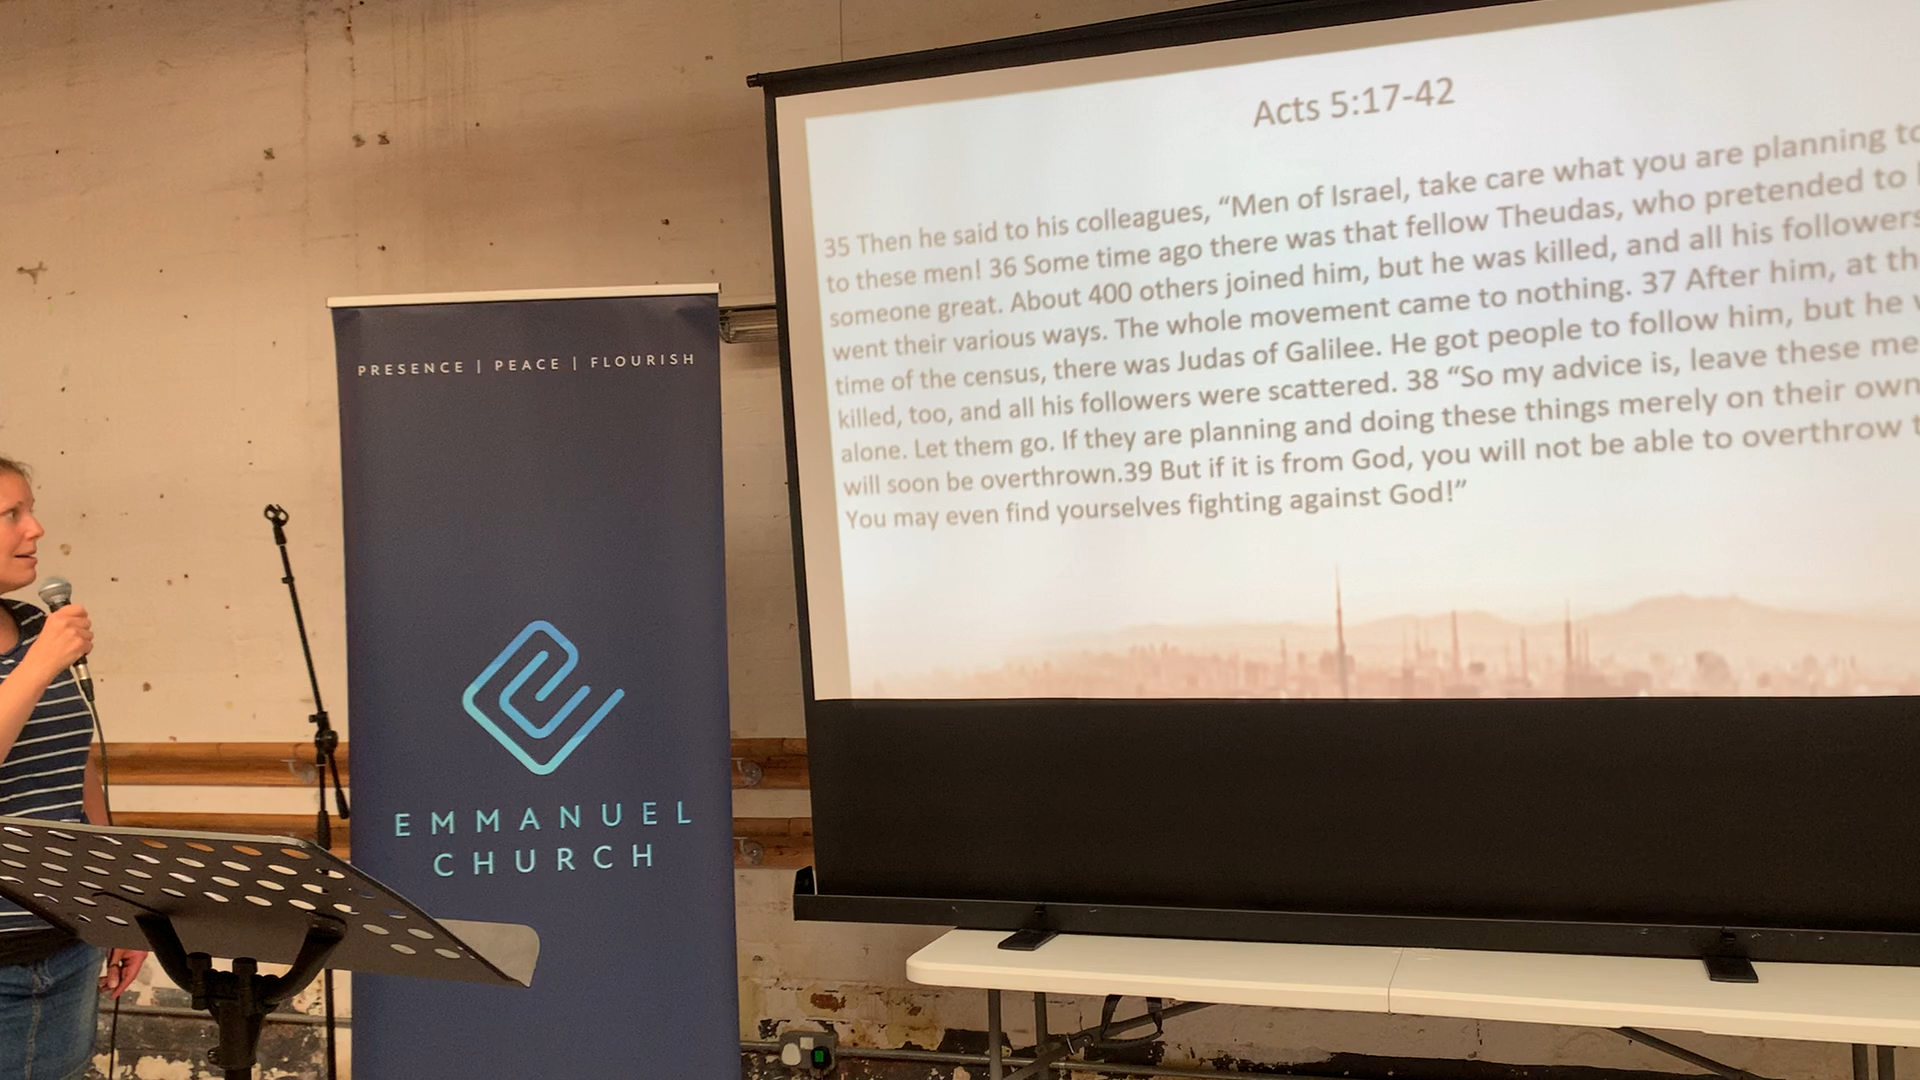 PRESENCE | PEACE | FLOURISH
EMMANUEL
CHURCH
Acts 5:17-42
35 Then he said to his colleagues, “Men of Israel, take care what you are planning to
to these men! 36 Some time ago there was that fellow Theudas, who pretended to
someone great. About 400 others joined him, but he was killed, and all his followers
went their various ways. The whole movement came to nothing. 37 After him, at
time of the census, there was Judas of Galilee. He got people to follow him, but he
killed, too, and all his followers were scattered. 38 “So my advice is, leave these
alone. Let them go. If they are planning and doing these things merely on their own
will soon be overthrown.39 But if it is from God, you will not be able to overthrow
You may even find yourselves fighting against God!”